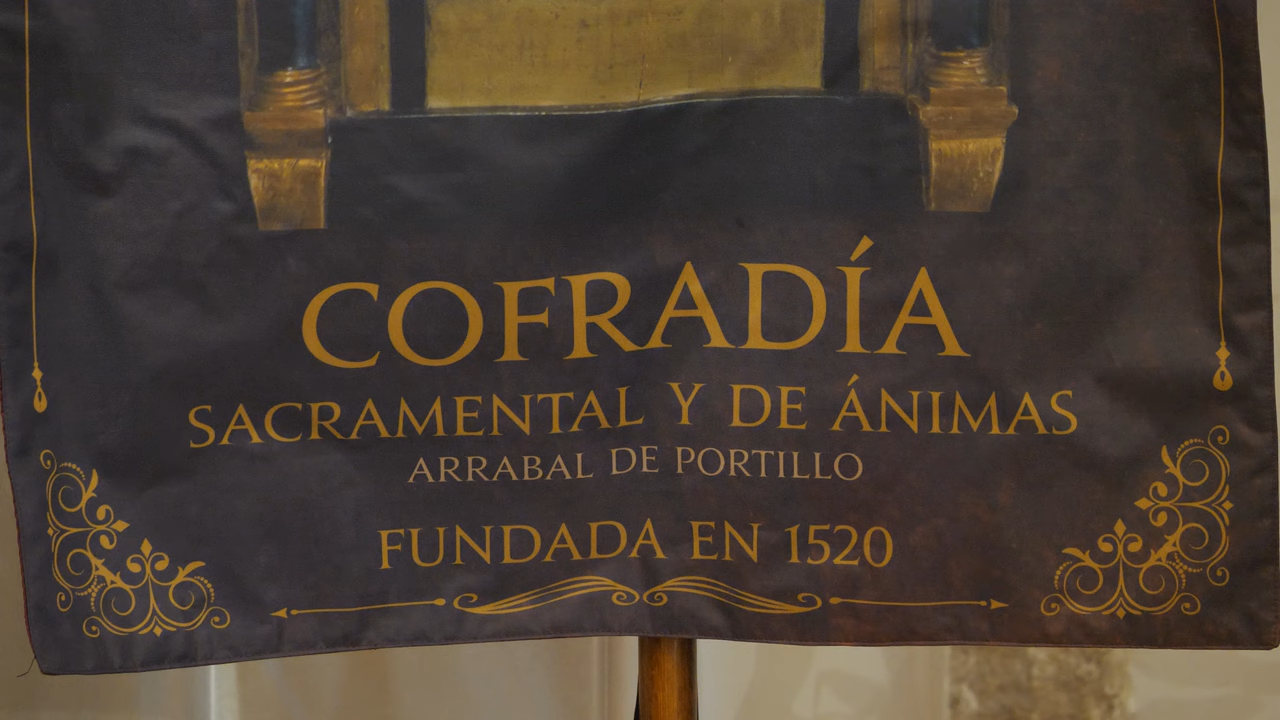 COFRADÍA
SACRAMENTAL Y DE ÁNIMAS
ARRABAL DE PORTILLO
FUNDADA EN 1520